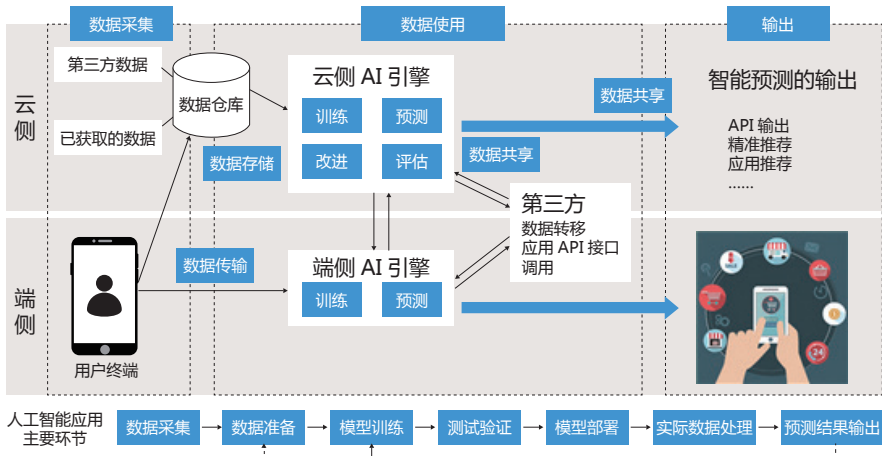 数据采集
数据使用
输出
云侧
第三方数据
已获取的数据
数据仓库
数据存储
云侧 AI 引擎
训练
预测
改进
评估
数据共享
数据共享
智能预测的输出
API 输出
精准推荐
应用推荐
......
第三方
数据转移
应用 API 接口
调用
端侧
用户终端
数据传输
端侧 AI 引擎
训练
预测
SALE
24
人工智能应用
主要环节
数据采集
数据准备
模型训练
测试验证
模型部署
实际数据处理
预测结果输出